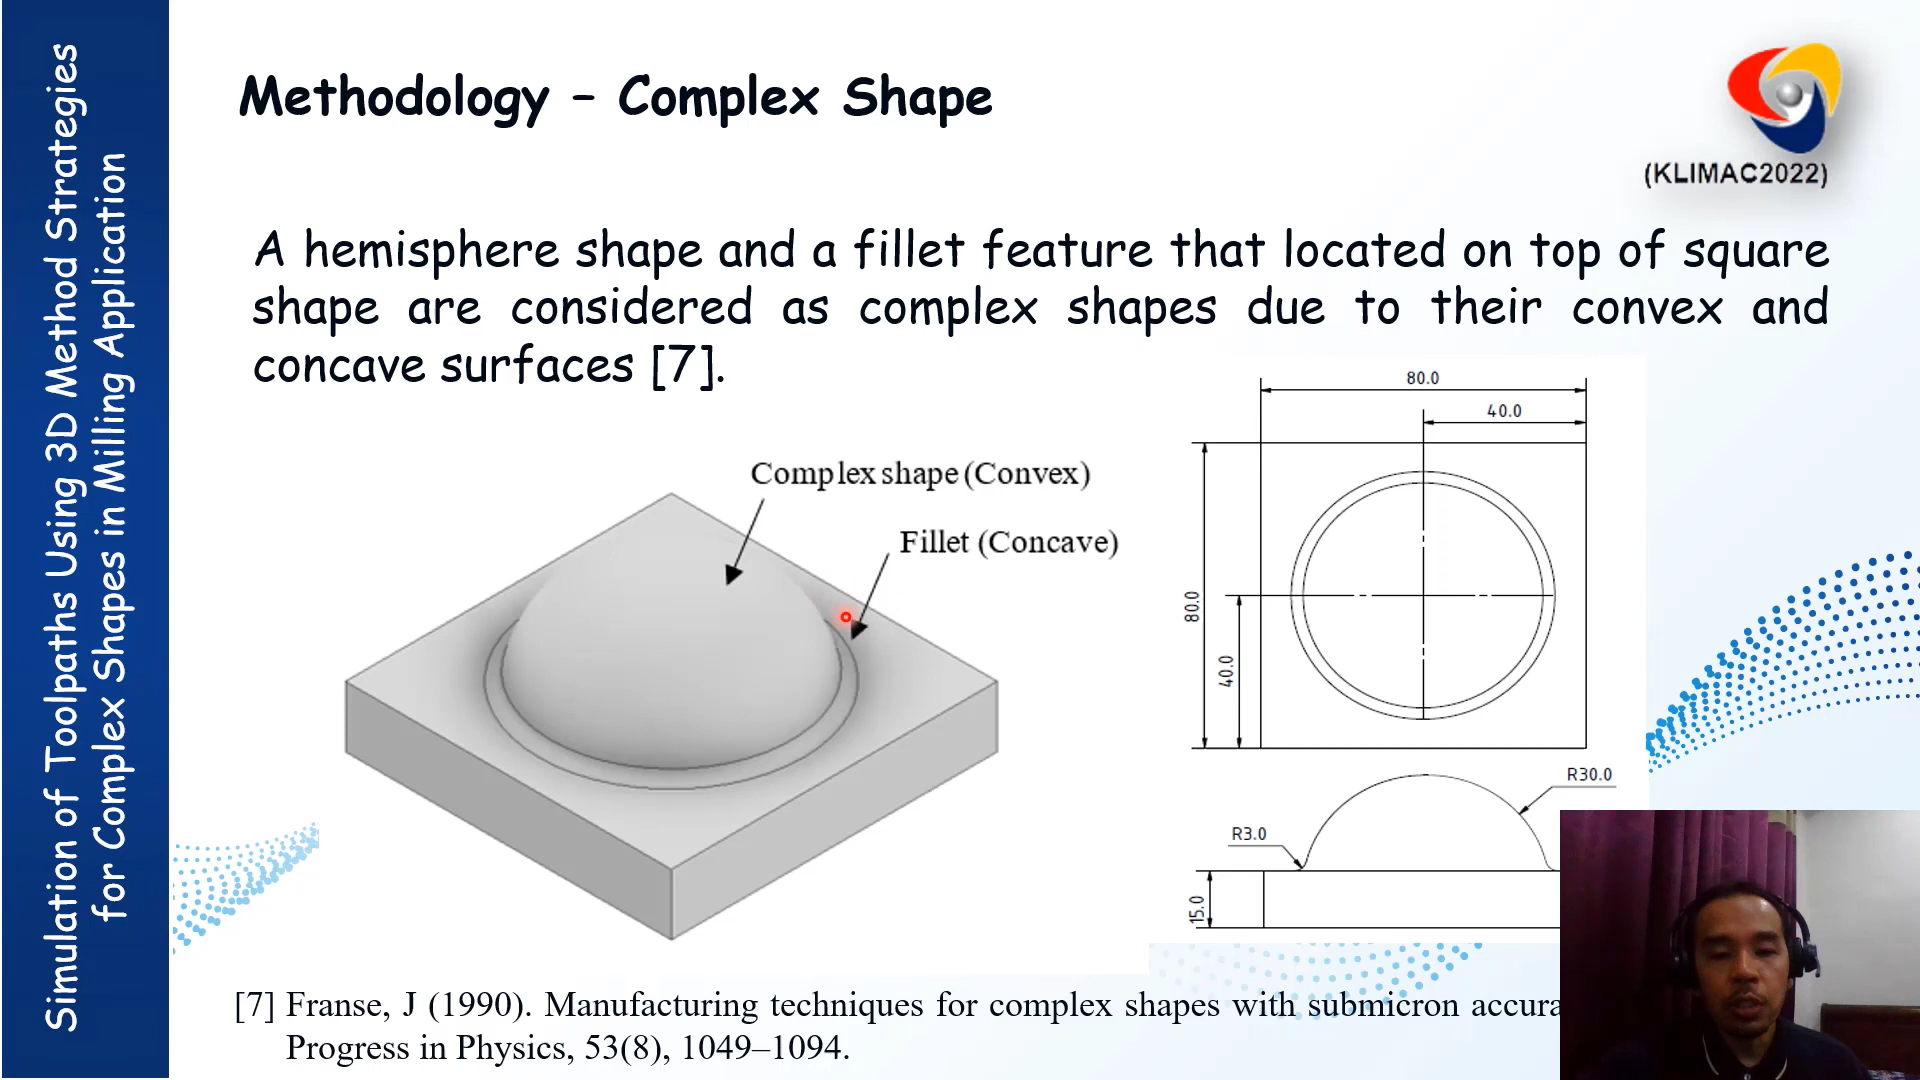 Simulation of Toolpaths Using 3D Method Strategies
for Complex Shapes in Milling Application
Methodology – Complex Shape
(KLIMAC2022)
A hemisphere shape and a fillet feature that located on top of square
shape are considered as complex shapes due to their convex and
concave surfaces [7].
Complex shape (Convex)
Fillet (Concave)
80.0
40.0
80.0
40.0
R30.0
R3.0
15.0
[7] Franse, J (1990). Manufacturing techniques for complex shapes with submicron
Progress in Physics, 53(8), 1049–1094.